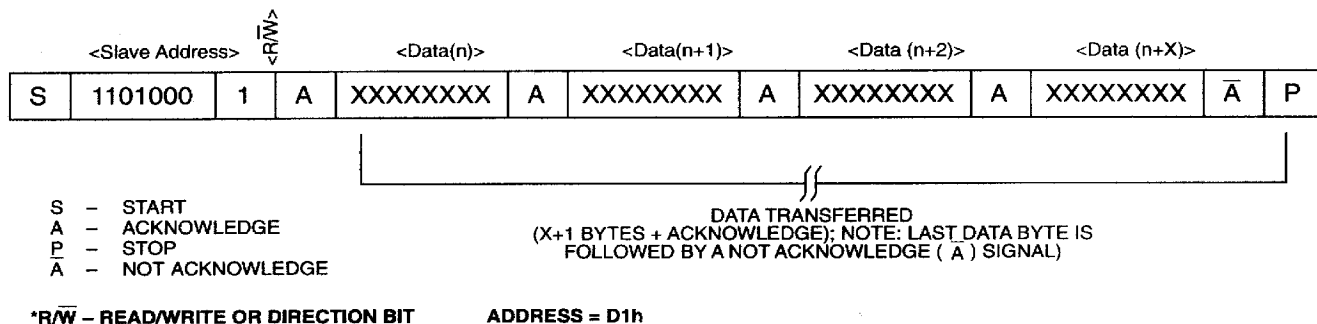 <R/W̅>
<Slave Address> <Data(n)> <Data(n+1)> <Data (n+2)> <Data (n+X)>
S 1101000 1 A XXXXXXXX A XXXXXXXX A XXXXXXXX A XXXXXXXX A̅ P
S – START
A – ACKNOWLEDGE
P – STOP
A̅ – NOT ACKNOWLEDGE
DATA TRANSFERRED
(X+1 BYTES + ACKNOWLEDGE); NOTE: LAST DATA BYTE IS
FOLLOWED BY A NOT ACKNOWLEDGE ( A̅ ) SIGNAL)
*R/W̅ – READ/WRITE OR DIRECTION BIT ADDRESS = D1h